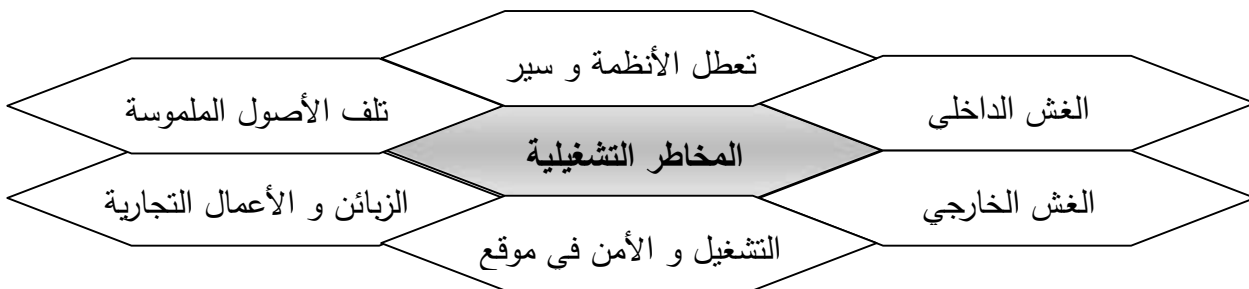 تعطل الأنظمة و سير
الغش الداخلي
تلف الأصول الملموسة
المخاطر التشغيلية
الغش الخارجي
الزبائن و الأعمال التجارية
التشغيل و الأمن في موقع